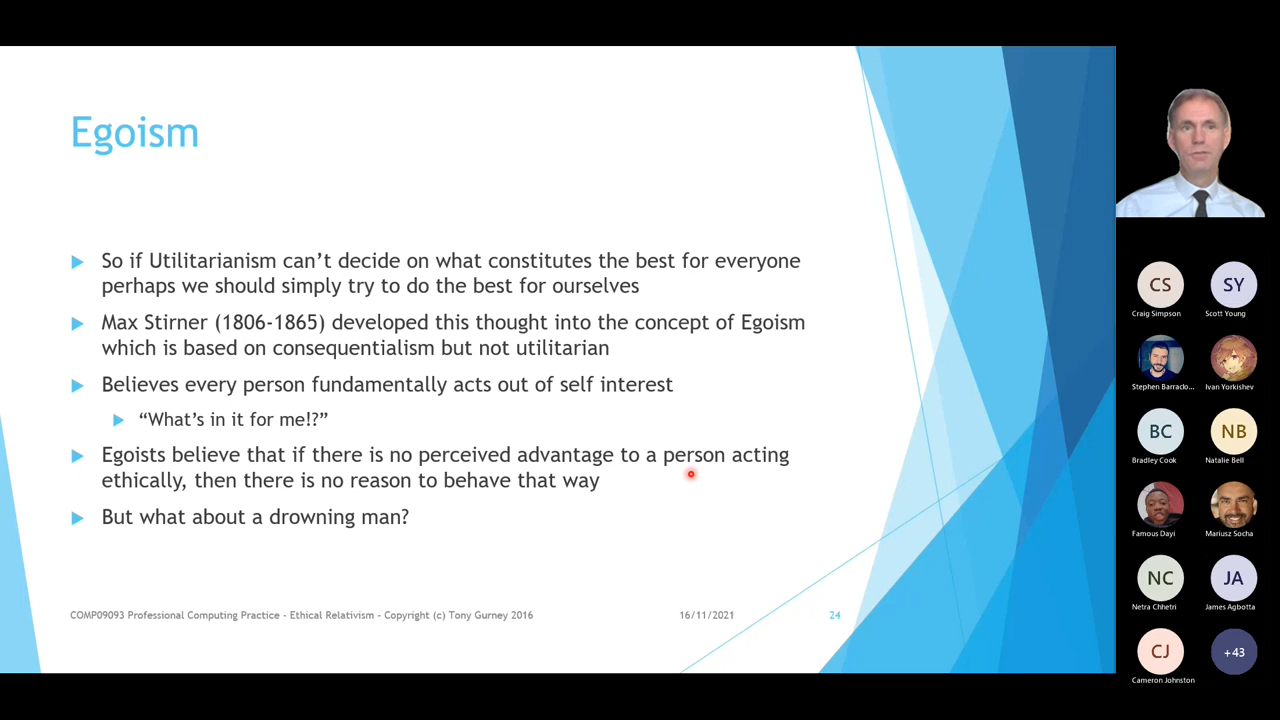 Egoism
So if Utilitarianism can’t decide on what constitutes the best for everyone
perhaps we should simply try to do the best for ourselves
Max Stirner (1806-1865) developed this thought into the concept of Egoism
which is based on consequentialism but not utilitarian
Believes every person fundamentally acts out of self interest
“What’s in it for me!?”
Egoists believe that if there is no perceived advantage to a person acting
ethically, then there is no reason to behave that way
But what about a drowning man?
COMP09093 Professional Computing Practice - Ethical Relativism - Copyright (c) Tony Gurney 2016
16/11/2021
24
CS
SY
Craig Simpson
Scott Young
Stephen Barraclo...
Ivan Yorkishev
BC
NB
Bradley Cook
Natalie Bell
Famous Dayi
Mariusz Socha
NC
JA
Netra Chhetri
James Agbotta
CJ
+43
Cameron Johnston